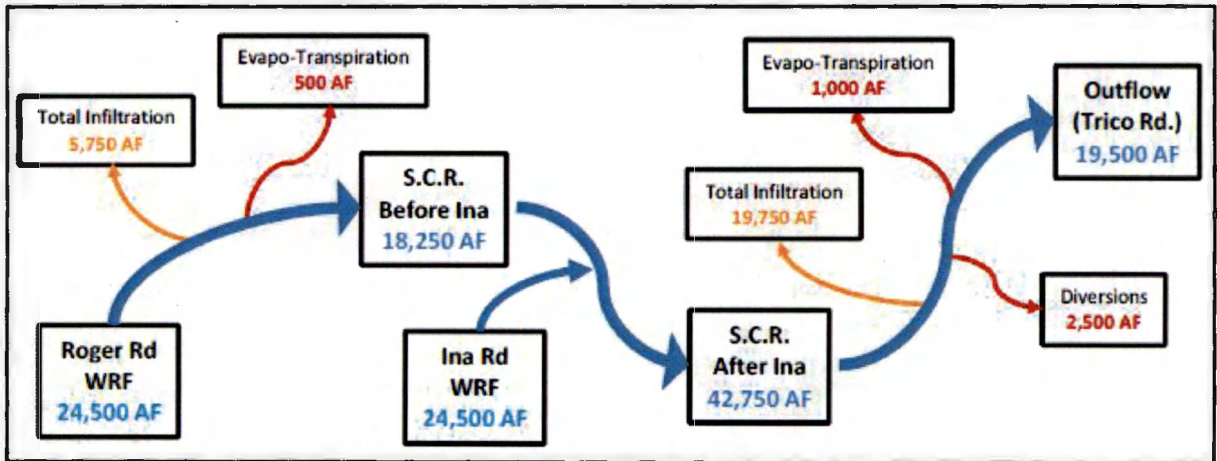 Total Infiltration
5,750 AF
Evapo-Transpiration
500 AF
S.C.R.
Before Ina
18,250 AF
Roger Rd
WRF
24,500 AF
Ina Rd
WRF
24,500 AF
S.C.R.
After Ina
42,750 AF
Total Infiltration
19,750 AF
Evapo-Transpiration
1,000 AF
Outflow
(Trico Rd.)
19,500 AF
Diversions
2,500 AF